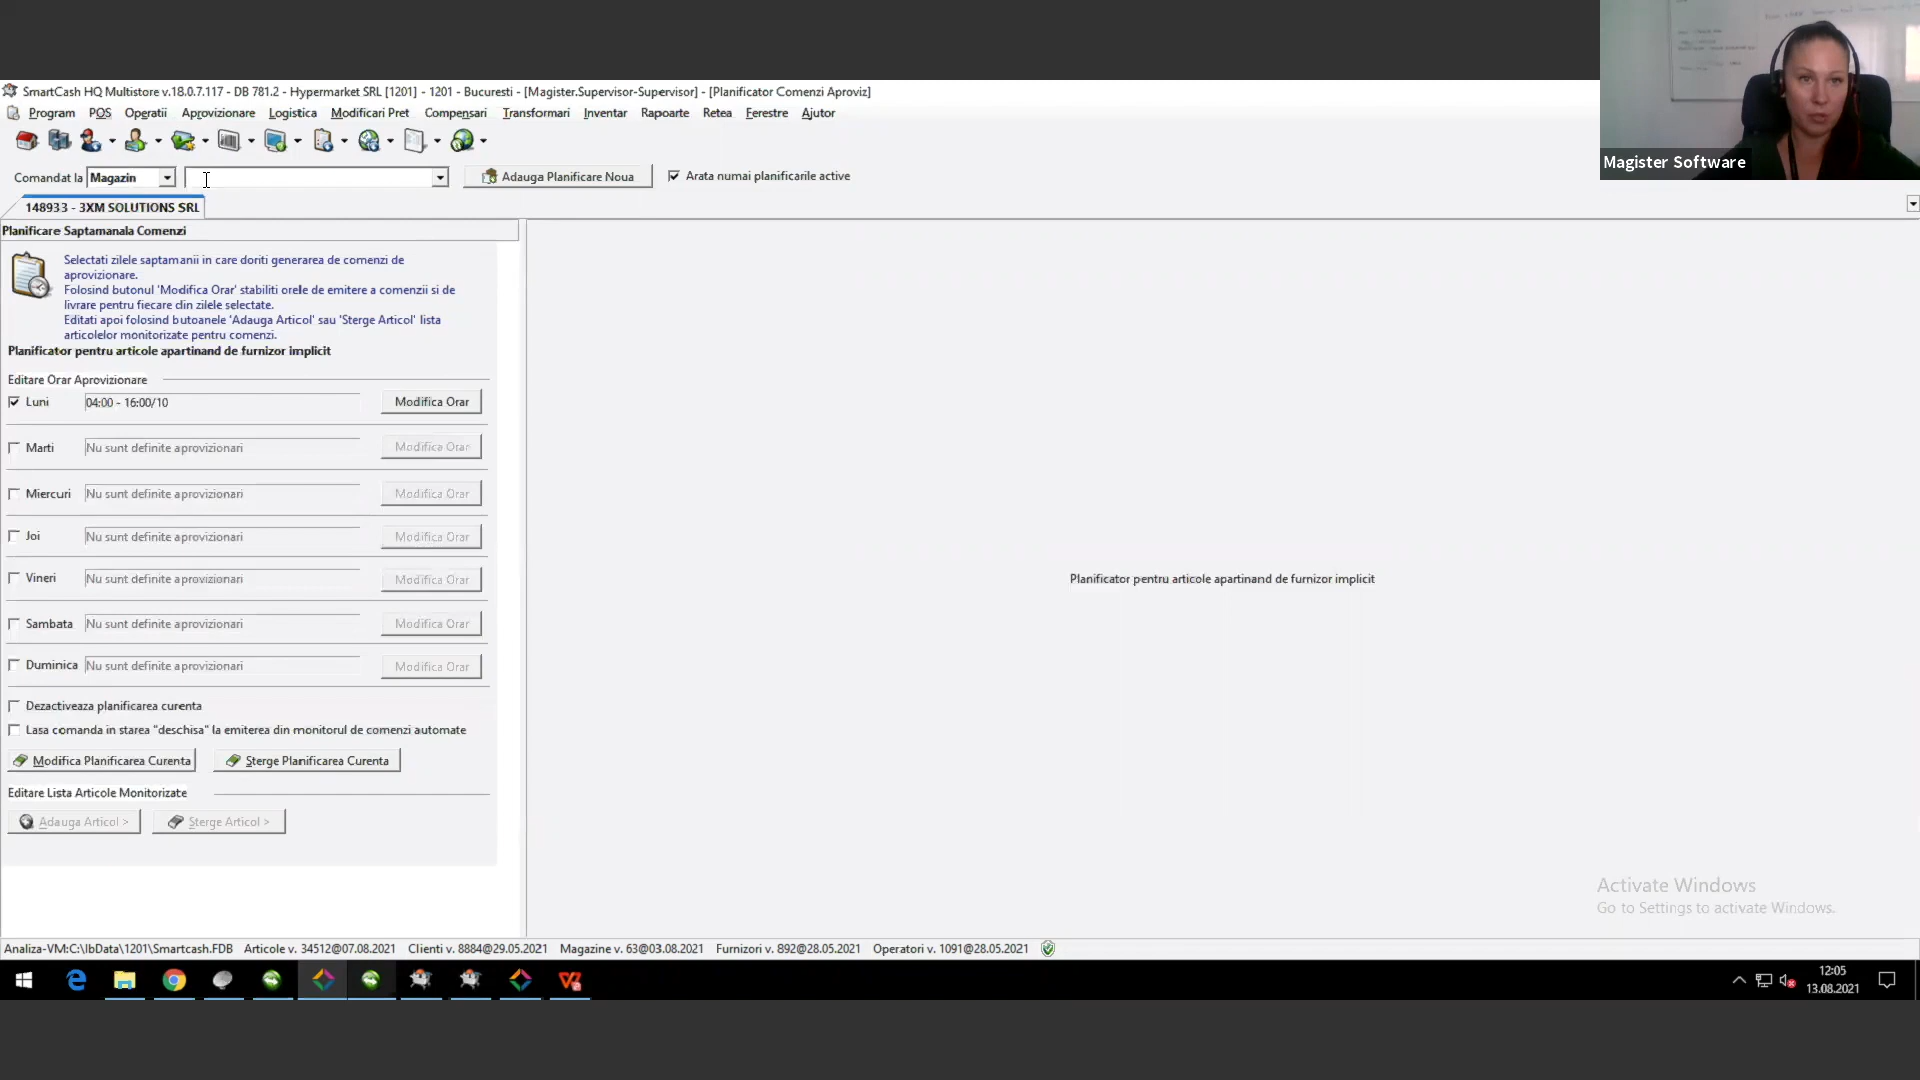 SmartCash HQ Multistore v.18.0.7.117 - DB 781.2 - Hypermarket SRL [1201] - 1201 - Bucuresti - [Magister.Supervisor-Supervisor] - [Planificator Comenzi Aproviz]
Program POS Operatii Aprovizionare Logistica Modificari Pret Compensari Transformari Inventar Rapoarte Retea Ferestre Ajutor
Magister Software
Comandat la Magazin Adauga Planificare Noua Arata numai planificarile active
148933 - 3XM SOLUTIONS SRL
Planificare Saptamanala Comenzi
Selectati zilele saptamanii in care doriti generarea de comenzi de
aprovizionare.
Folosind butonul 'Modifica Orar' stabiliti orele de emitere a comenzii si de
livrare pentru fiecare din zilele selectate.
Editati apoi folosind butoanele 'Adauga Articol' sau 'Sterge Articol' lista
articolelor monitorizate pentru comenzi.
Planificator pentru articole apartinand de furnizor implicit
Editare Orar Aprovizionare
Luni 04:00 - 16:00/10 Modifica Orar
Marti Nu sunt definite aprovizionari Modifica Orar
Miercuri Nu sunt definite aprovizionari Modifica Orar
Joi Nu sunt definite aprovizionari Modifica Orar
Vineri Nu sunt definite aprovizionari Modifica Orar
Sambata Nu sunt definite aprovizionari Modifica Orar
Duminica Nu sunt definite aprovizionari Modifica Orar
Dezactiveaza planificarea curenta
Lasa comanda in starea "deschisa" la emiterea din monitorul de comenzi automate
Modifica Planificarea Curenta Sterge Planificarea Curenta
Editare Lista Articole Monitorizate
Adauga Articol > Sterge Articol >
Planificator pentru articole apartinand de furnizor implicit
Activate Windows
Go to Settings to activate Windows.
Analiza-VM:C:\IbData\1201\Smartcash.FDB Articole v. 34512@07.08.2021 Clienti v. 8884@29.05.2021 Magazine v. 63@03.08.2021 Furnizori v. 892@28.05.2021 Operatori v. 1091@28.05.2021
12:05
13.08.2021